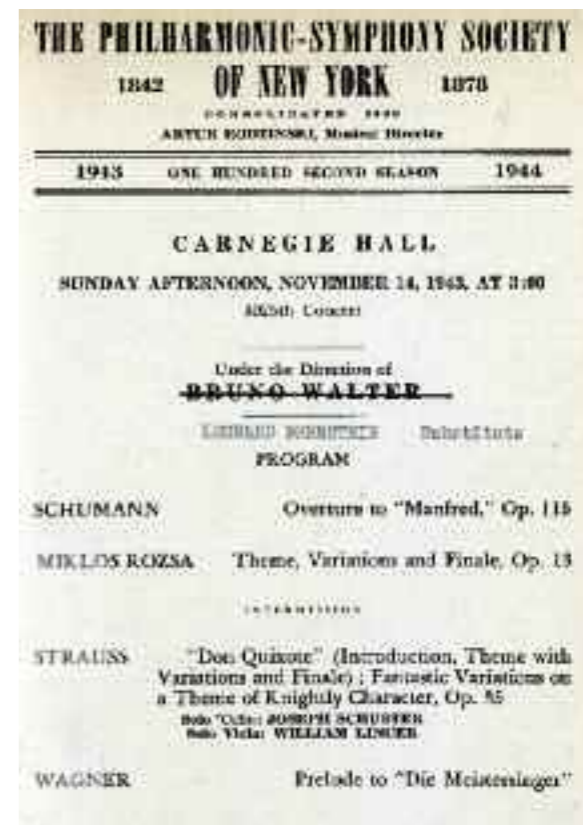 THE PHILHARMONIC-SYMPHONY SOCIETY
1842 OF NEW YORK 1878
CONSOLIDATED 1928
ARTUR RODZINSKI, Musical Director
1943 ONE HUNDRED SECOND SEASON 1944
CARNEGIE HALL
SUNDAY AFTERNOON, NOVEMBER 14, 1943, AT 3:00
Concert
Under the Direction of
BRUNO WALTER
LEONARD BERNSTEIN Substitute
PROGRAM
SCHUMANN Overture to "Manfred," Op. 115
MIKLOS ROZSA Theme, Variations and Finale, Op. 13
INTERMISSION
STRAUSS "Don Quixote" (Introduction, Theme with
Variations and Finale) ; Fantastic Variations on
a Theme of Knightly Character, Op. 35
Solo 'Cello: JOSEPH SCHUSTER
Solo Viola: WILLIAM LINCER
WAGNER Prelude to "Die Meistersinger"